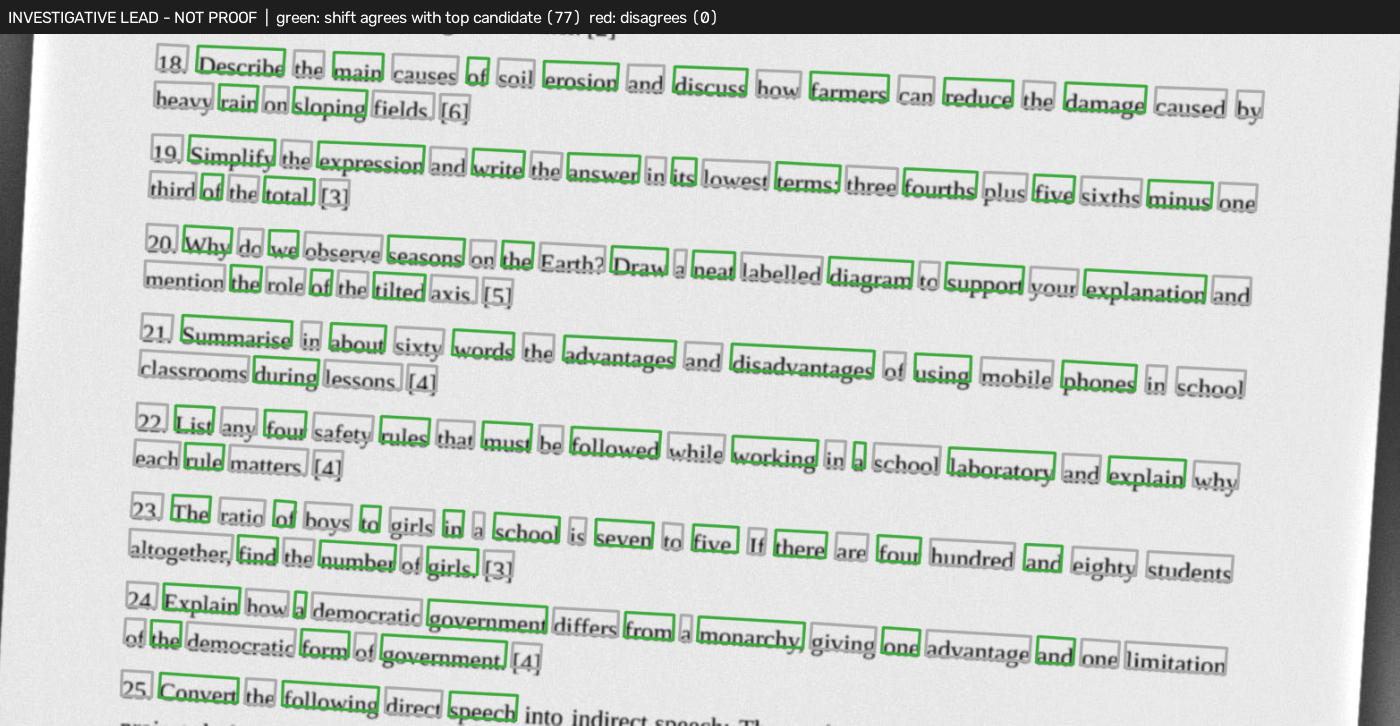 INVESTIGATIVE LEAD - NOT PROOF | green: shift agrees with top candidate (77) red: disagrees (0)
18. Describe the main causes of soil erosion and discuss how farmers can reduce the damage caused by
heavy rain on sloping fields. [6]
19. Simplify the expression and write the answer in its lowest terms: three fourths plus five sixths minus one
third of the total. [3]
20. Why do we observe seasons on the Earth? Draw a neat labelled diagram to support your explanation and
mention the role of the tilted axis. [5]
21. Summarise in about sixty words the advantages and disadvantages of using mobile phones in school
classrooms during lessons. [4]
22. List any four safety rules that must be followed while working in a school laboratory and explain why
each rule matters. [4]
23. The ratio of boys to girls in a school is seven to five. If there are four hundred and eighty students
altogether, find the number of girls. [3]
24. Explain how a democratic government differs from a monarchy, giving one advantage and one limitation
of the democratic form of government. [4]
25. Convert the following direct speech into indirect speech: